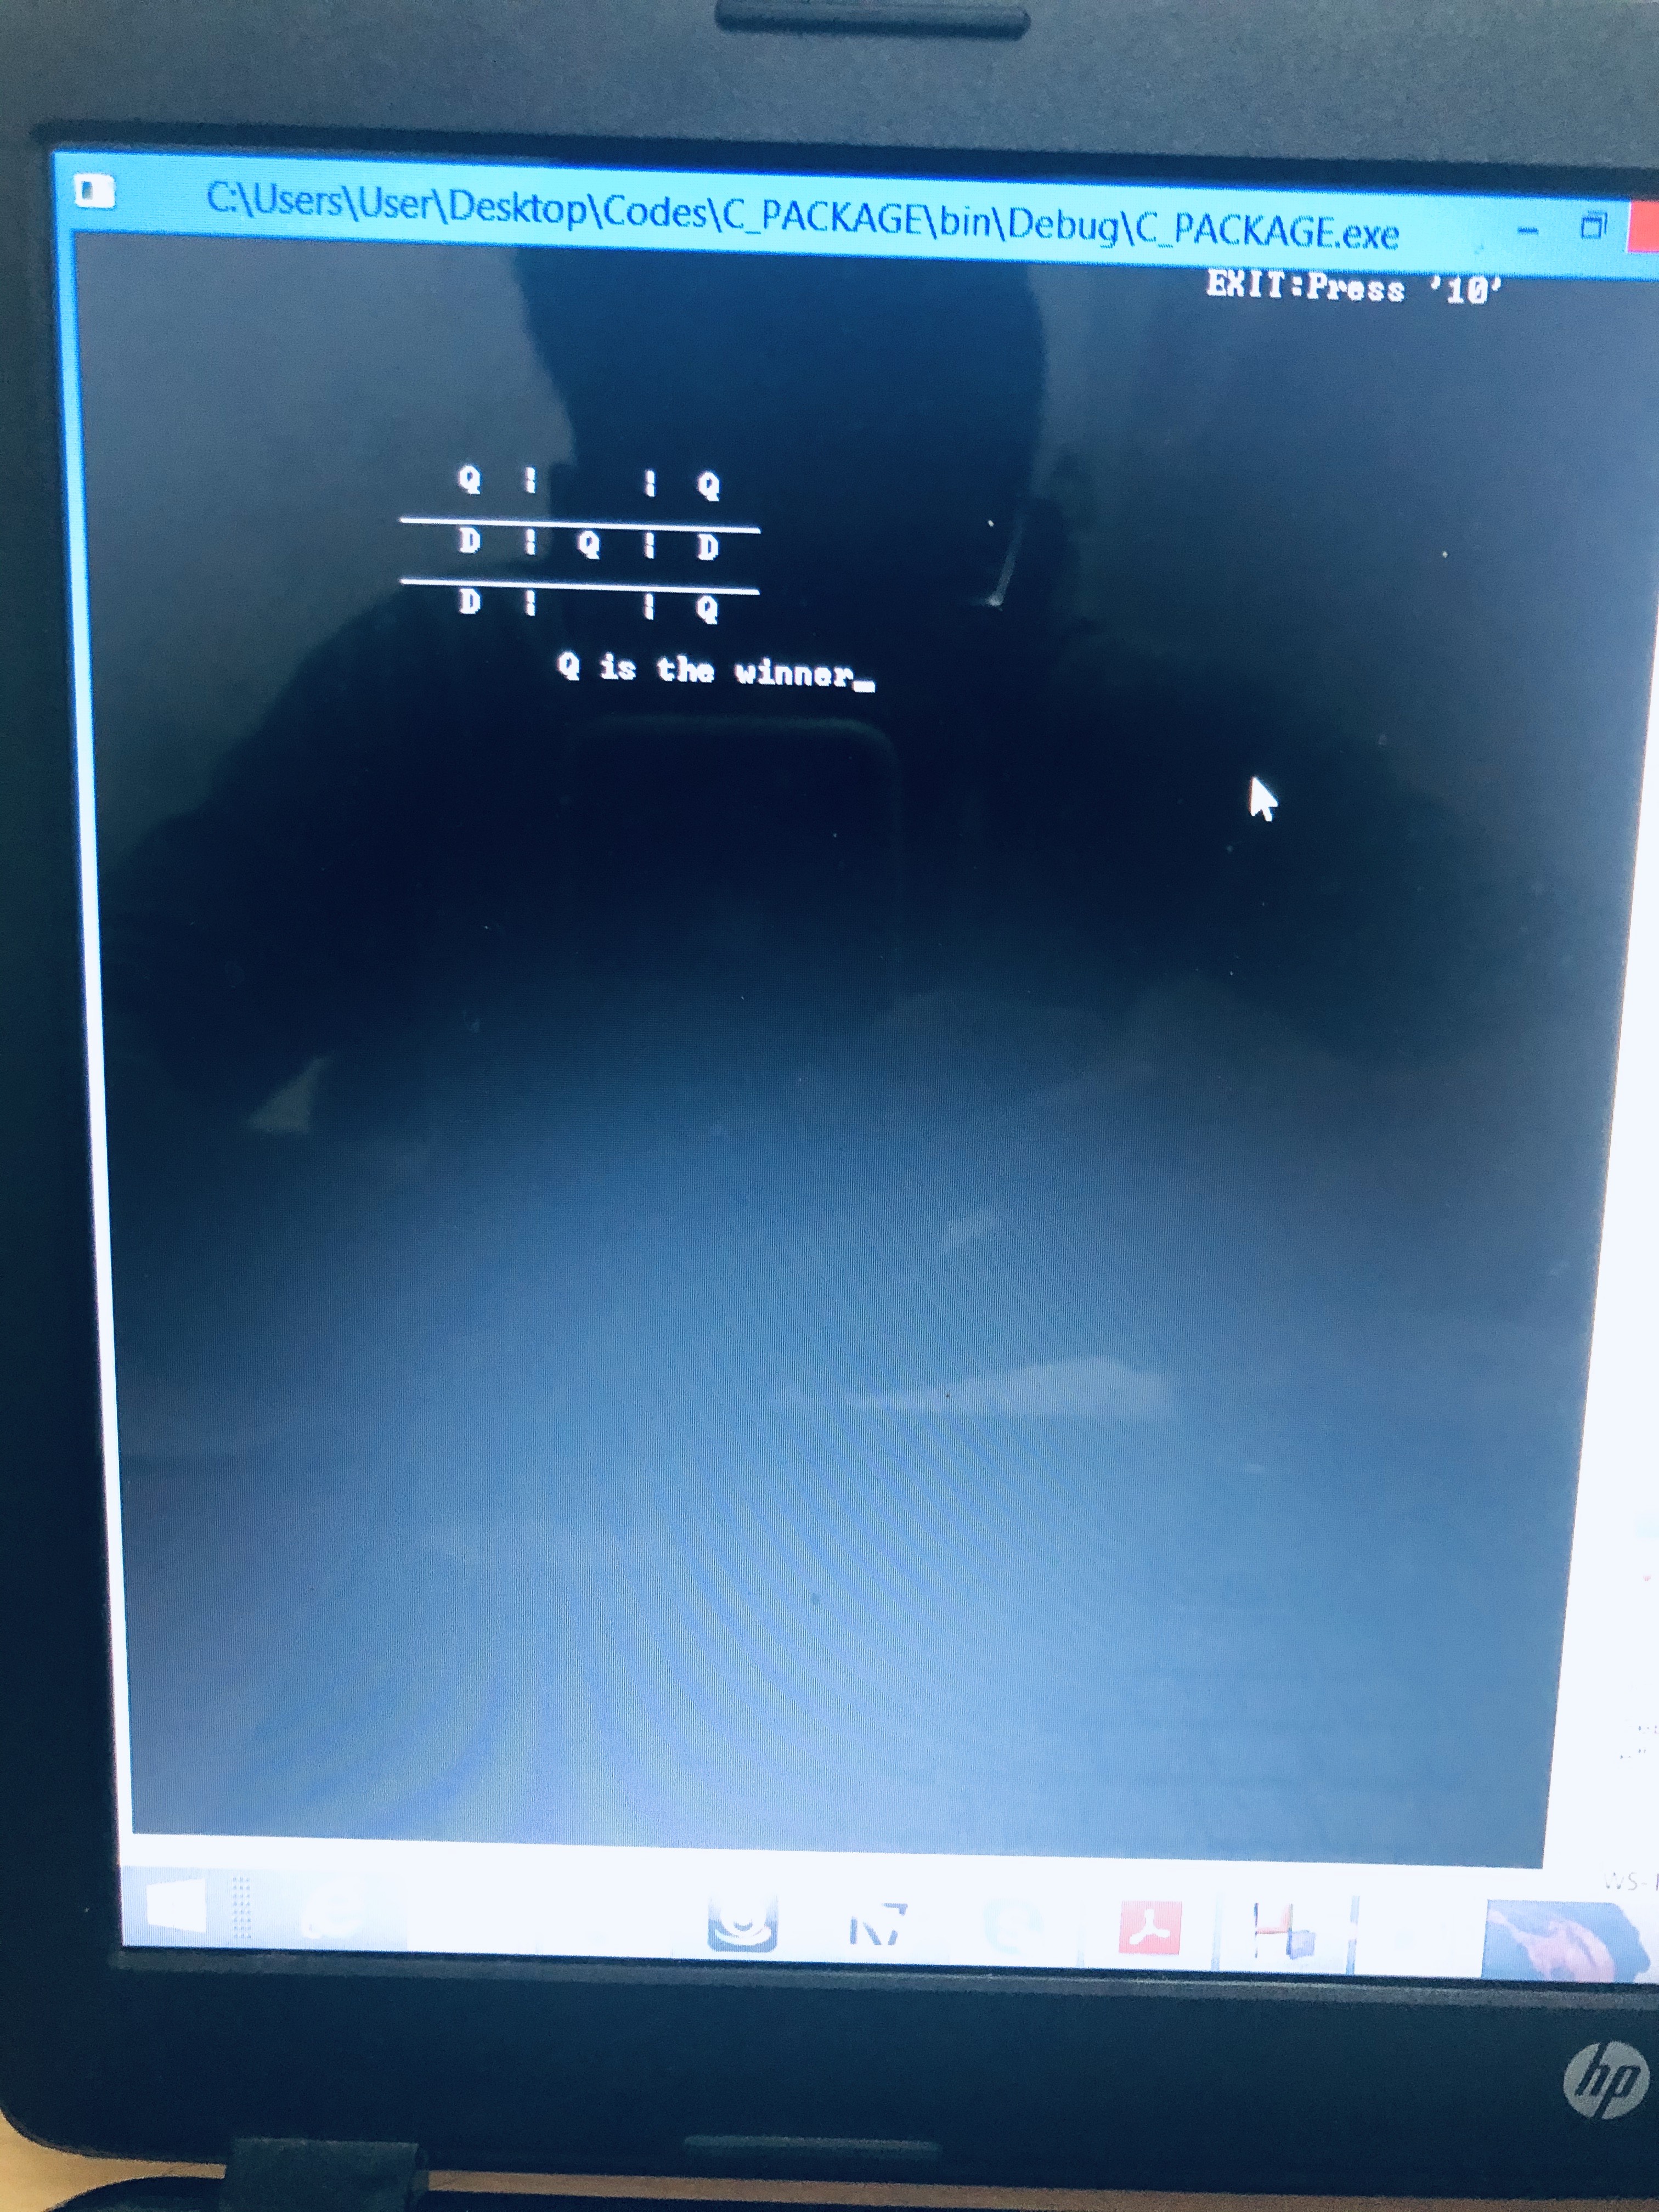 C:\Users\User\Desktop\Codes\C_PACKAGE\bin\Debug\C_PACKAGE.exe
EXIT:Press '10'
Q ¦   ¦ Q
D ¦ Q ¦ D
D ¦   ¦ Q
Q is the winner_
hp